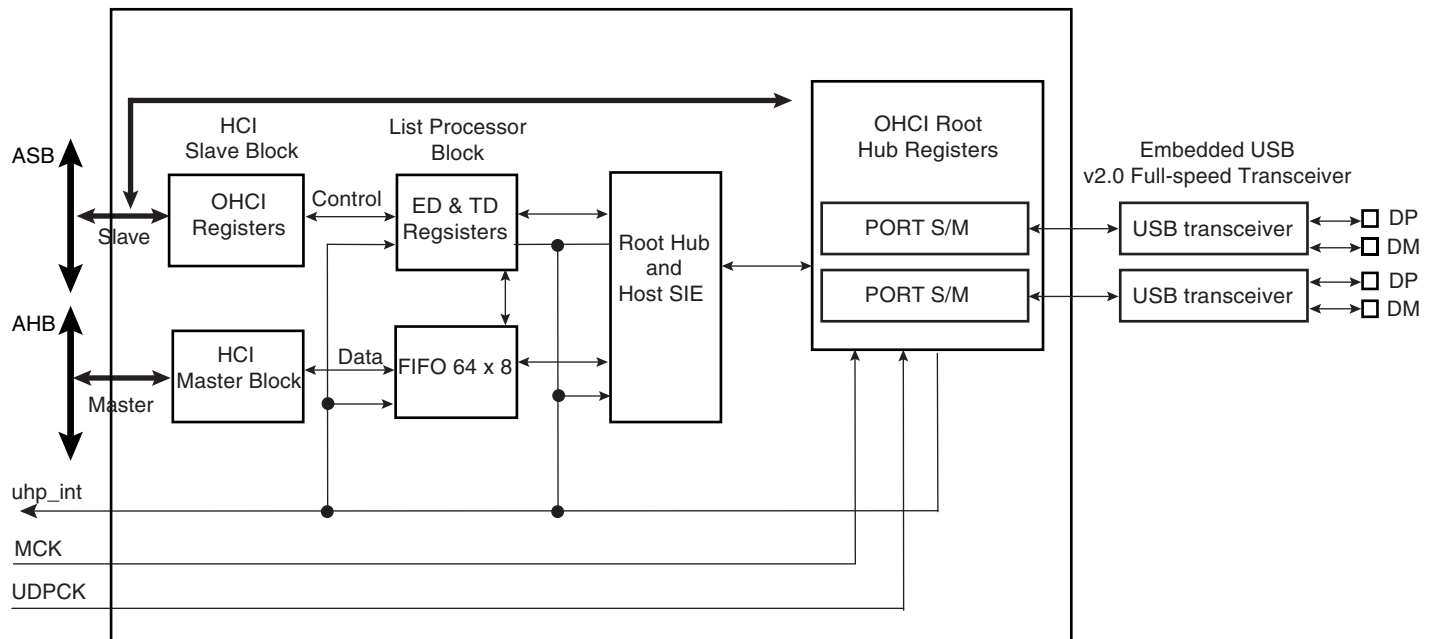 HCI
Slave Block
List Processor
Block
OHCI Root
Hub Registers
Embedded USB
v2.0 Full-speed Transceiver
ASB
Slave
OHCI
Registers
Control
ED & TD
Regsisters
Root Hub
and
Host SIE
PORT S/M
USB transceiver
DP
DM
PORT S/M
USB transceiver
DP
DM
AHB
Master
HCI
Master Block
Data
FIFO 64 x 8
uhp_int
MCK
UDPCK